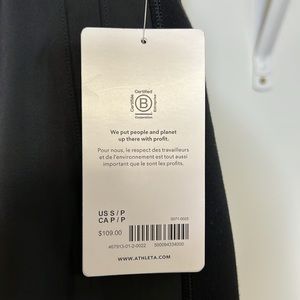 Certified
B
Corporation
We put people and planet
up there with profit.
Pour nous, le respect des travailleurs
et de l'environnement est tout aussi
important que le sont les profits.
US S / P
CA P / P
$109.00
WWW.ATHLETA.COM